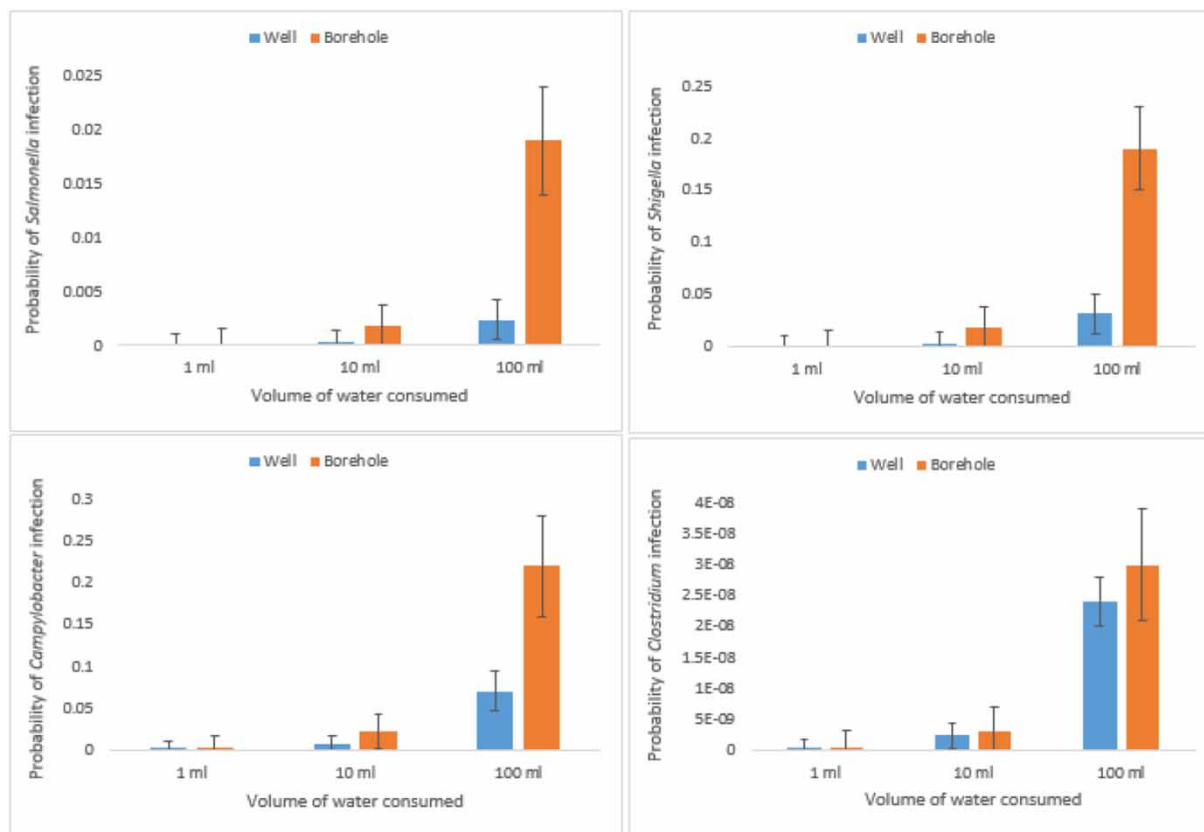 Well Borehole
Probability of Salmonella infection
0.025
0.02
0.015
0.01
0.005
0
1 ml 10 ml 100 ml
Volume of water consumed
Well Borehole
Probability of Shigella infection
0.25
0.2
0.15
0.1
0.05
0
1 ml 10 ml 100 ml
Volume of water consumed
Well Borehole
Probability of Campylobacter infection
0.3
0.25
0.2
0.15
0.1
0.05
0
1 ml 10 ml 100 ml
Volume of water consumed
Well Borehole
Probability of Clostridium infection
4E-08
3.5E-08
3E-08
2.5E-08
2E-08
1.5E-08
1E-08
5E-09
0
1 ml 10 ml 100 ml
Volume of water consumed